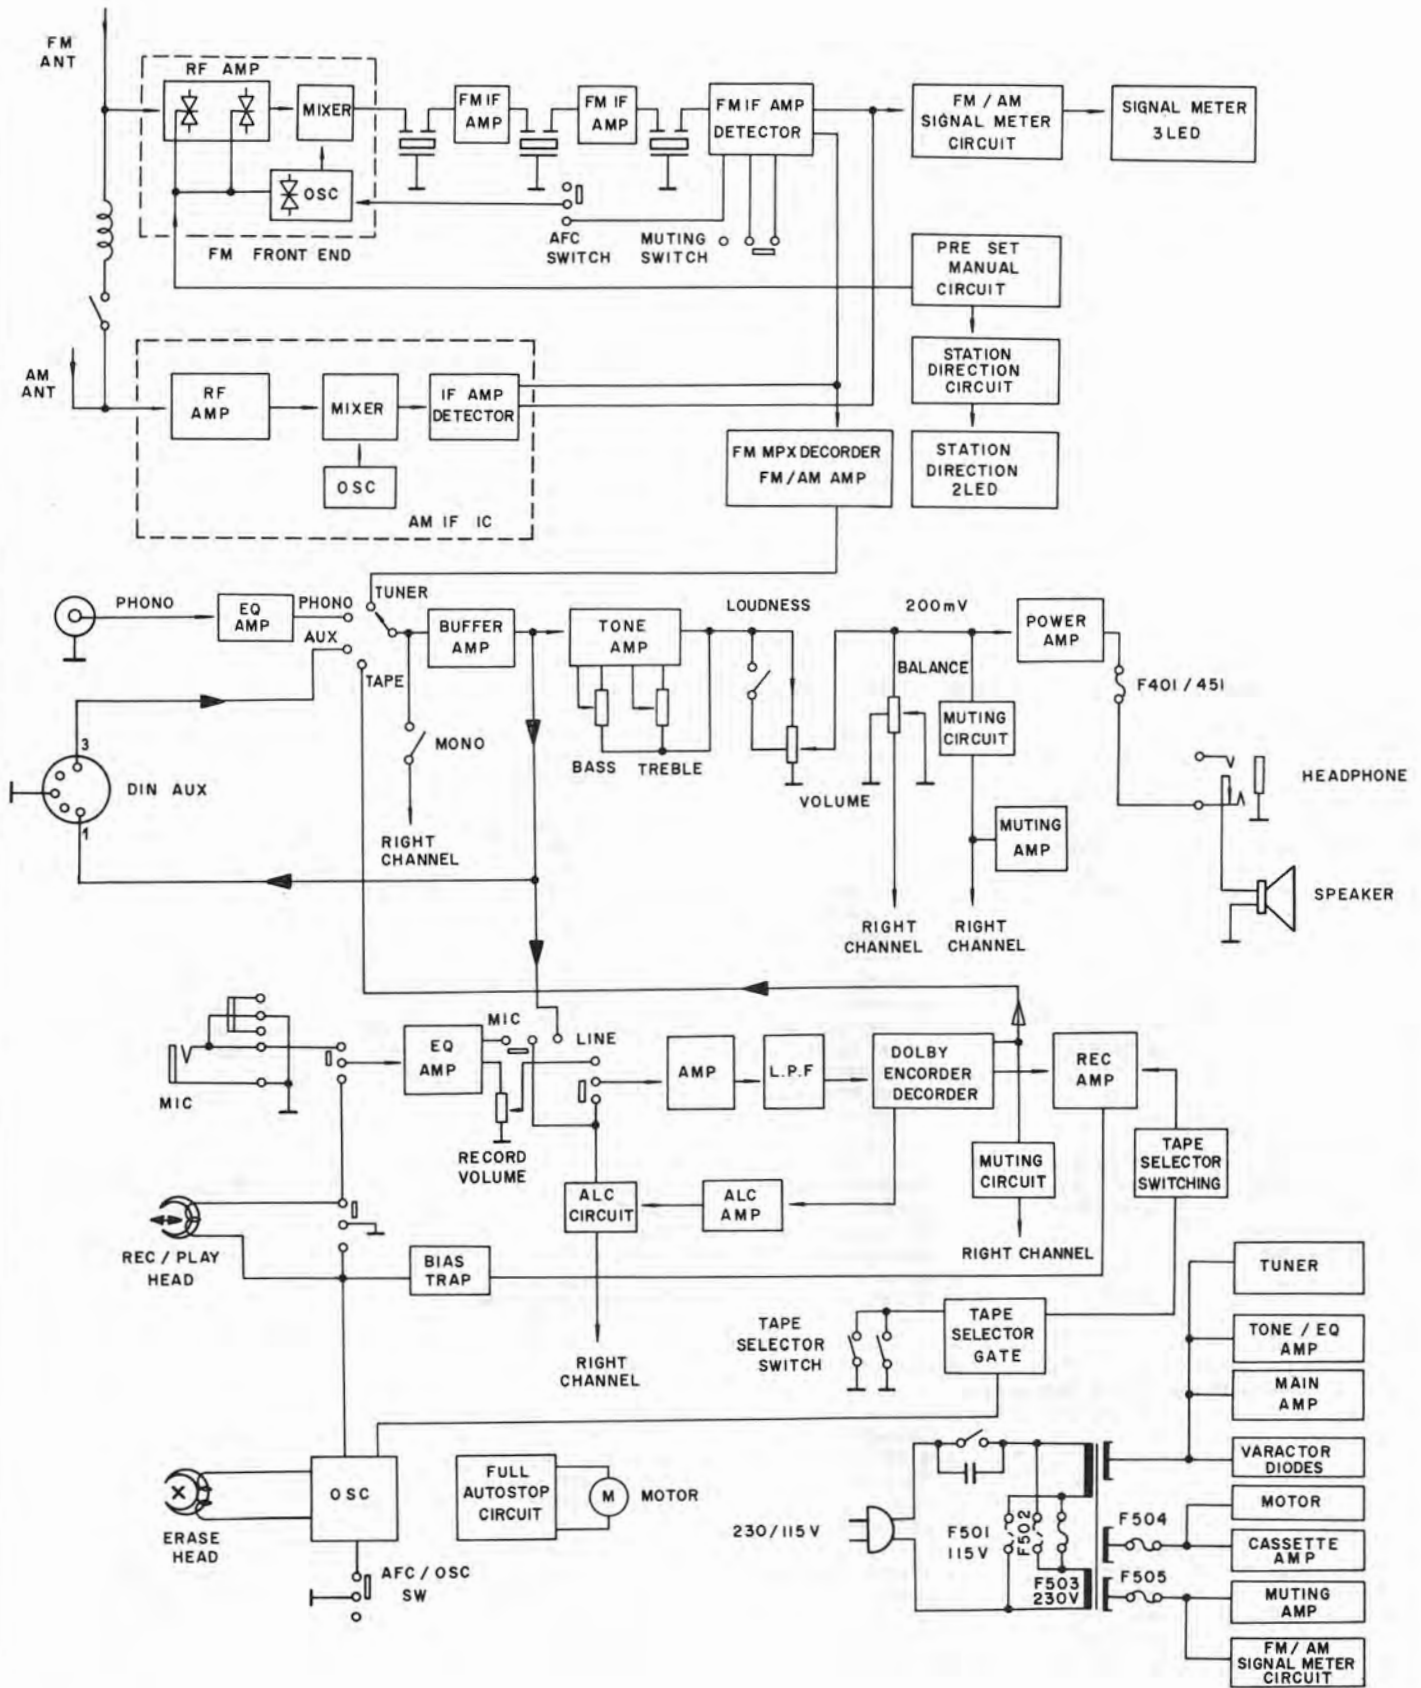 FM
ANT
RF AMP
MIXER
OSC
FM FRONT END
FM IF
AMP
FM IF
AMP
FM IF AMP
DETECTOR
FM / AM
SIGNAL METER
CIRCUIT
SIGNAL METER
3 LED
AFC
SWITCH
MUTING
SWITCH
PRE SET
MANUAL
CIRCUIT
STATION
DIRECTION
CIRCUIT
STATION
DIRECTION
2LED
AM
ANT
RF
AMP
MIXER
IF AMP
DETECTOR
OSC
AM IF IC
FM MPX DECORDER
FM/AM AMP
PHONO
EQ
AMP
PHONO
TUNER
AUX
TAPE
BUFFER
AMP
TONE
AMP
LOUDNESS
200mV
POWER
AMP
BALANCE
F401/451
MUTING
CIRCUIT
MONO
BASS TREBLE
VOLUME
3
DIN AUX
1
HEADPHONE
MUTING
AMP
RIGHT
CHANNEL
SPEAKER
RIGHT
CHANNEL
RIGHT
CHANNEL
MIC
MIC
LINE
EQ
AMP
AMP
L.P.F
DOLBY
ENCORDER
DECORDER
REC
AMP
RECORD
VOLUME
TAPE
SELECTOR
SWITCHING
MUTING
CIRCUIT
ALC
CIRCUIT
ALC
AMP
REC / PLAY
HEAD
BIAS
TRAP
RIGHT CHANNEL
TUNER
TAPE
SELECTOR
SWITCH
TAPE
SELECTOR
GATE
TONE / EQ
AMP
RIGHT
CHANNEL
MAIN
AMP
VARACTOR
DIODES
OSC
ERASE
HEAD
FULL
AUTOSTOP
CIRCUIT
M
MOTOR
230/115V
F501
115V
F502
F503
230V
F504
F505
MOTOR
CASSETTE
AMP
MUTING
AMP
FM/ AM
SIGNAL METER
CIRCUIT
AFC / OSC
SW